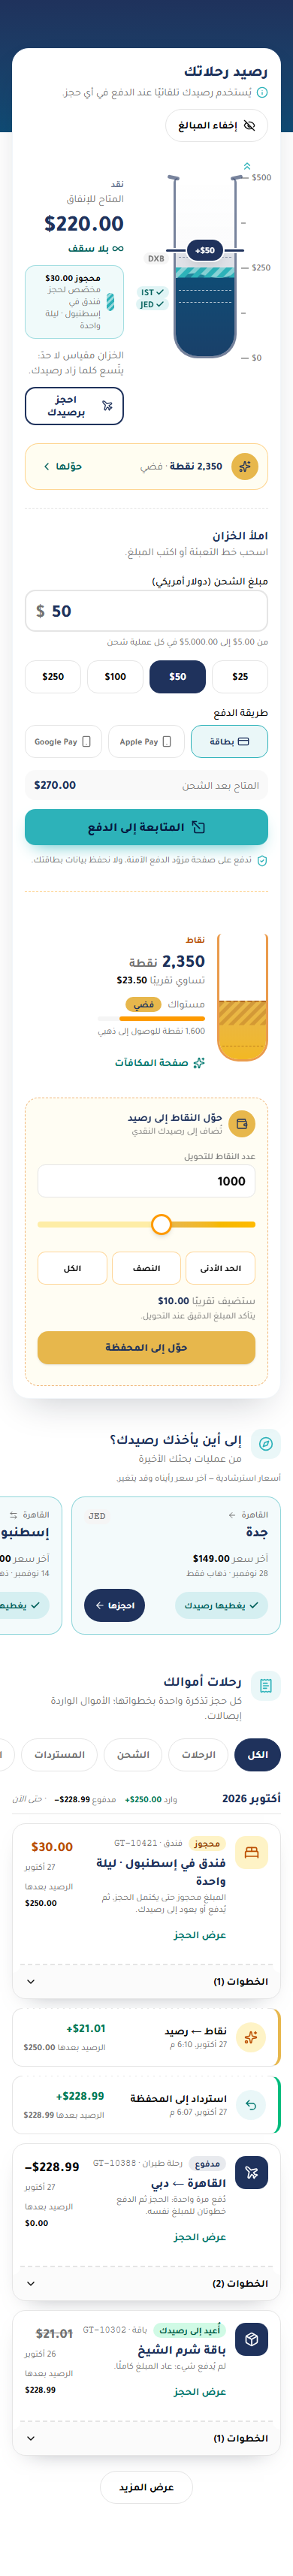 رصيد رحلاتك
يُستخدم رصيدك تلقائيًا عند الدفع في أي حجز.
إخفاء المبالغ
$500
+$50
$250
$0
DXB
IST
JED
نقد
المتاح للإنفاق
$220.00
بلا سقف
محجوز $30.00
مخصّص لحجز
فندق في
إسطنبول · ليلة
واحدة
الخزان مقياس لا حدّ:
يتّسع كلما زاد رصيدك.
احجز
برصيدك
2,350 نقطة · فضي
حوّلها
املأ الخزان
اسحب خط التعبئة أو اكتب المبلغ.
مبلغ الشحن (دولار أمريكي)
$ 50
من $5.00 إلى $5,000.00 في كل عملية شحن
$25
$50
$100
$250
طريقة الدفع
بطاقة
Apple Pay
Google Pay
المتاح بعد الشحن
$270.00
المتابعة إلى الدفع
تدفع على صفحة مزوّد الدفع الآمنة، ولا نحفظ بيانات بطاقتك.
نقاط
2,350 نقطة
تساوي تقريبًا $23.50
مستواك فضي
1,600 نقطة للوصول إلى ذهبي
صفحة المكافآت
حوّل النقاط إلى رصيد
تُضاف إلى رصيدك النقدي
عدد النقاط للتحويل
1000
الحد الأدنى
النصف
الكل
ستضيف تقريبًا $10.00
يتأكد المبلغ الدقيق عند التحويل.
حوّل إلى المحفظة
إلى أين يأخذك رصيدك؟
من عمليات بحثك الأخيرة
أسعار استرشادية — آخر سعر رأيناه وقد يتغير.
القاهرة
JED
جدة
آخر سعر $149.00
28 نوفمبر · ذهاب فقط
يغطيها رصيدك
احجزها
القاهرة
إسطنبو
آخر سعر
14 نوفمبر
رحلات أموالك
كل حجز تذكرة واحدة بخطواتها؛ الأموال الواردة
إيصالات.
الكل
الرحلات
الشحن
المستردات
أكتوبر 2026
وارد +$250.00
مدفوع −$228.99
· حتى الآن
محجوز
فندق · GT-10421
$30.00
فندق في إسطنبول · ليلة
واحدة
27 أكتوبر
المبلغ محجوز حتى يكتمل الحجز، ثم
يُدفع أو يعود إلى رصيدك.
الرصيد بعدها
$250.00
عرض الحجز
الخطوات (1)
نقاط ← رصيد
27 أكتوبر، 6:10 م
+$21.01
الرصيد بعدها $250.00
استرداد إلى المحفظة
27 أكتوبر، 6:07 م
+$228.99
الرصيد بعدها $228.99
مدفوع
رحلة طيران · GT-10388
−$228.99
القاهرة ← دبي
27 أكتوبر
دُفع مرة واحدة: الحجز ثم الدفع
خطوتان للمبلغ نفسه.
الرصيد بعدها
$0.00
عرض الحجز
الخطوات (2)
أُعيد إلى رصيدك
باقة · GT-10302
$21.01
باقة شرم الشيخ
26 أكتوبر
لم يُدفع شيء: عاد المبلغ كاملًا.
الرصيد بعدها
$228.99
عرض الحجز
الخطوات (1)
عرض المزيد